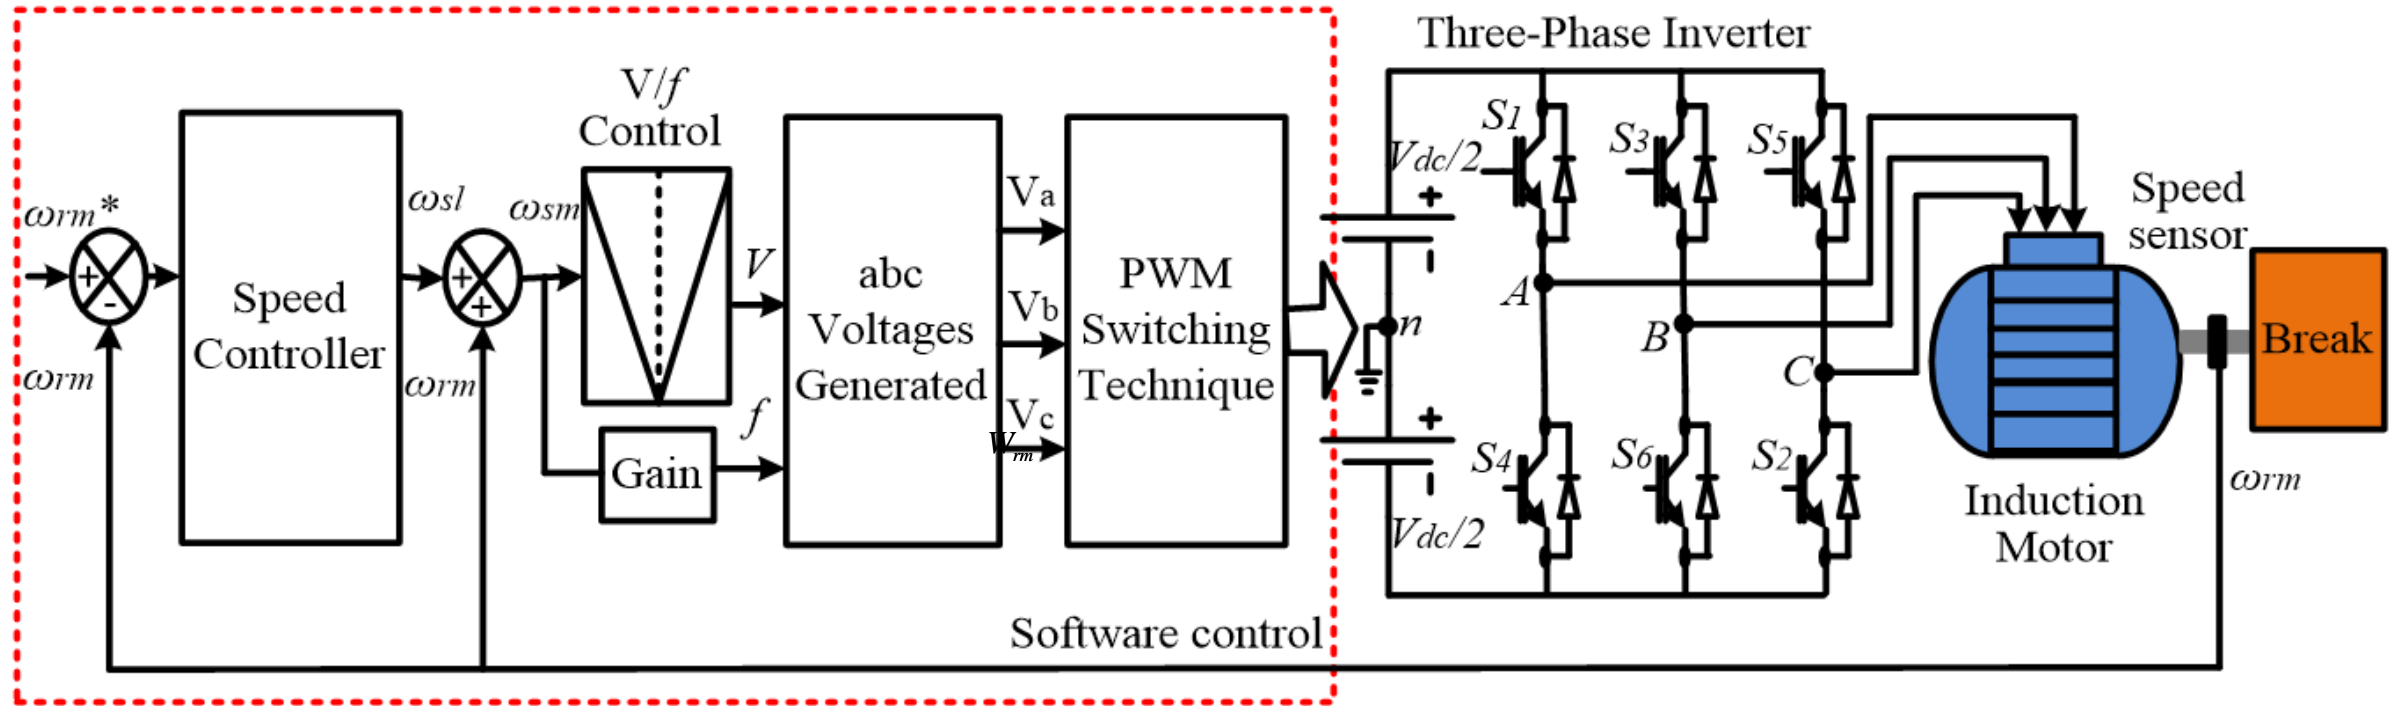 Three-Phase Inverter
V/f
Control
ωrm*
+
-
ωrm
Speed
Controller
ωsl
+
+
ωrm
ωsm
V
f
Gain
abc
Voltages
Generated
Va
Vb
Vc
Wrm
PWM
Switching
Technique
Software control
Vdc/2
+
-
n
+
-
Vdc/2
S1
S3
S5
A
B
C
S4
S6
S2
Speed
sensor
Break
ωrm
Induction
Motor